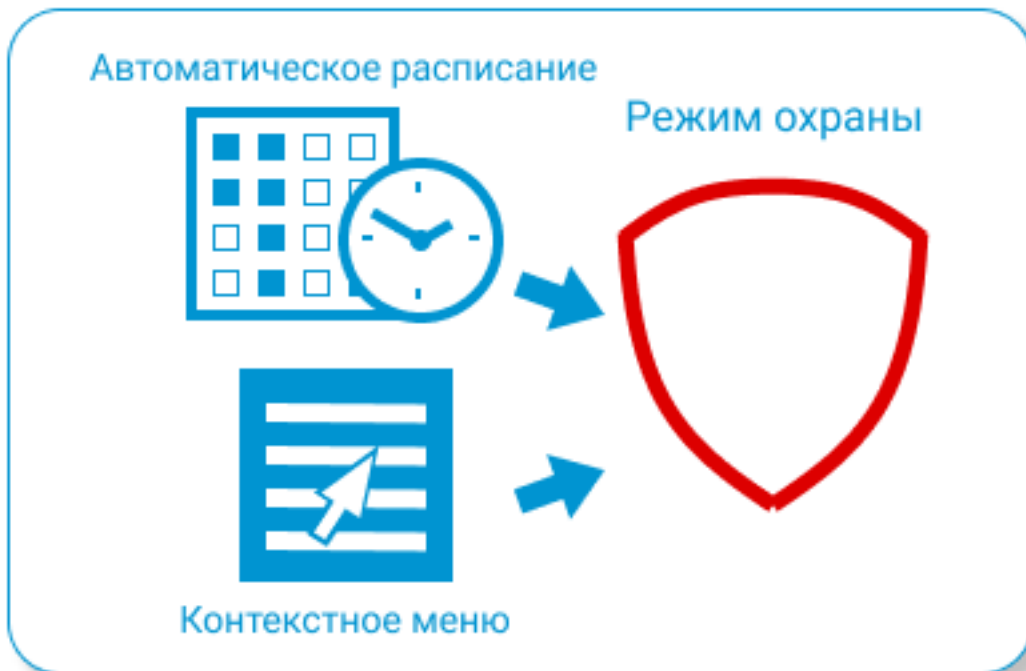 Автоматическое расписание
Режим охраны
Контекстное меню